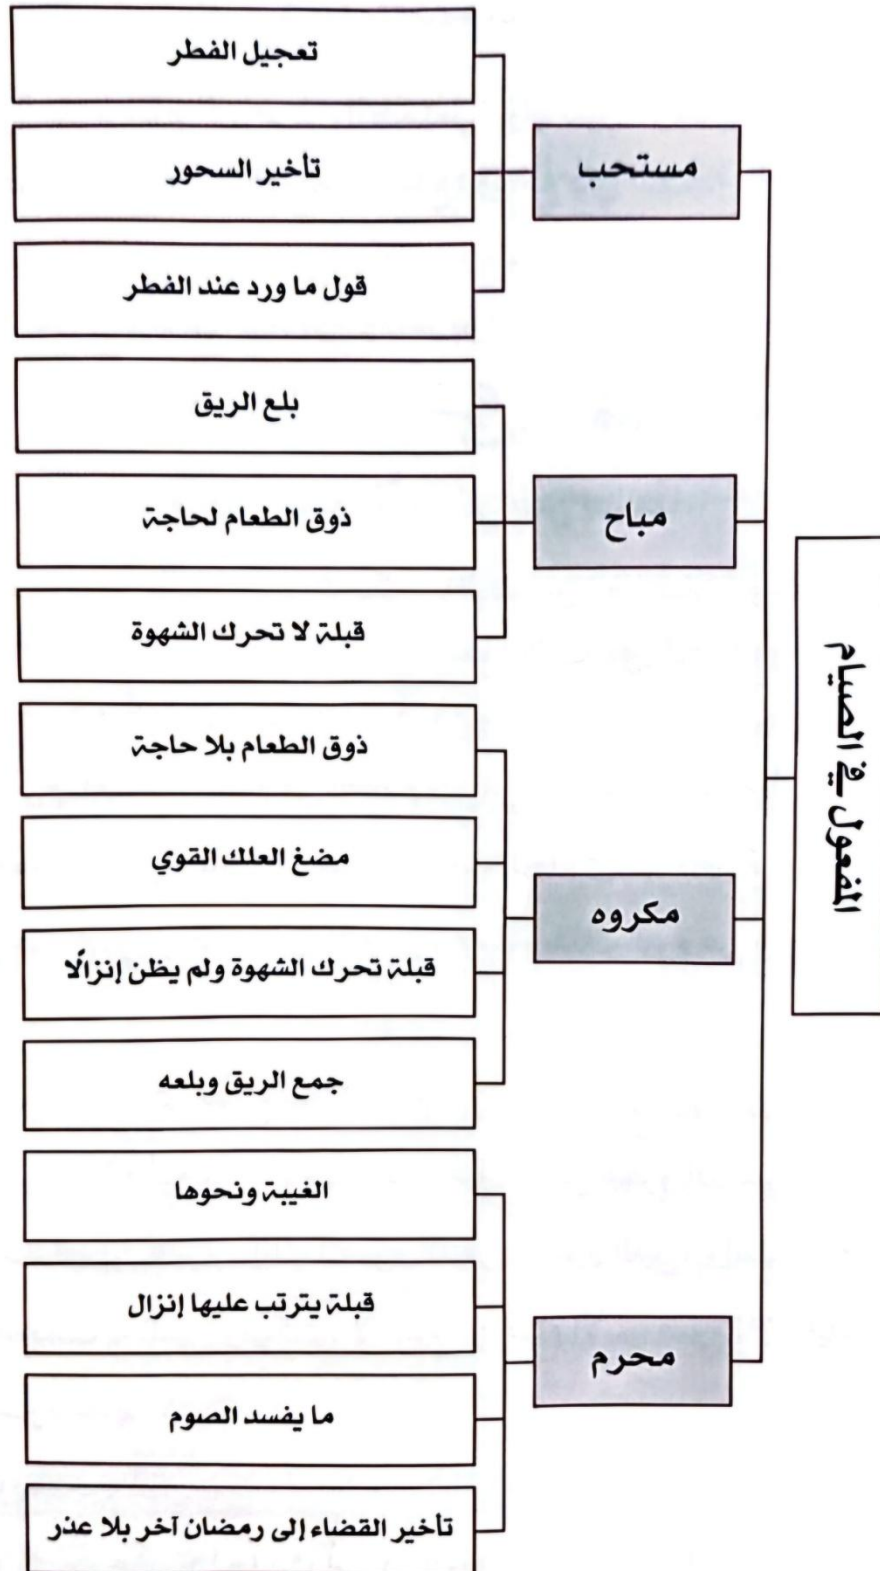 المفعول في الصيام
مستحب
تعجيل الفطر
تأخير السحور
قول ما ورد عند الفطر
مباح
بلع الريق
ذوق الطعام لحاجة
قبلة لا تحرك الشهوة
مكروه
ذوق الطعام بلا حاجة
مضغ العلك القوي
قبلة تحرك الشهوة ولم يظن إنزالًا
جمع الريق وبلعه
محرم
الغيبة ونحوها
قبلة يترتب عليها إنزال
ما يفسد الصوم
تأخير القضاء إلى رمضان آخر بلا عذر